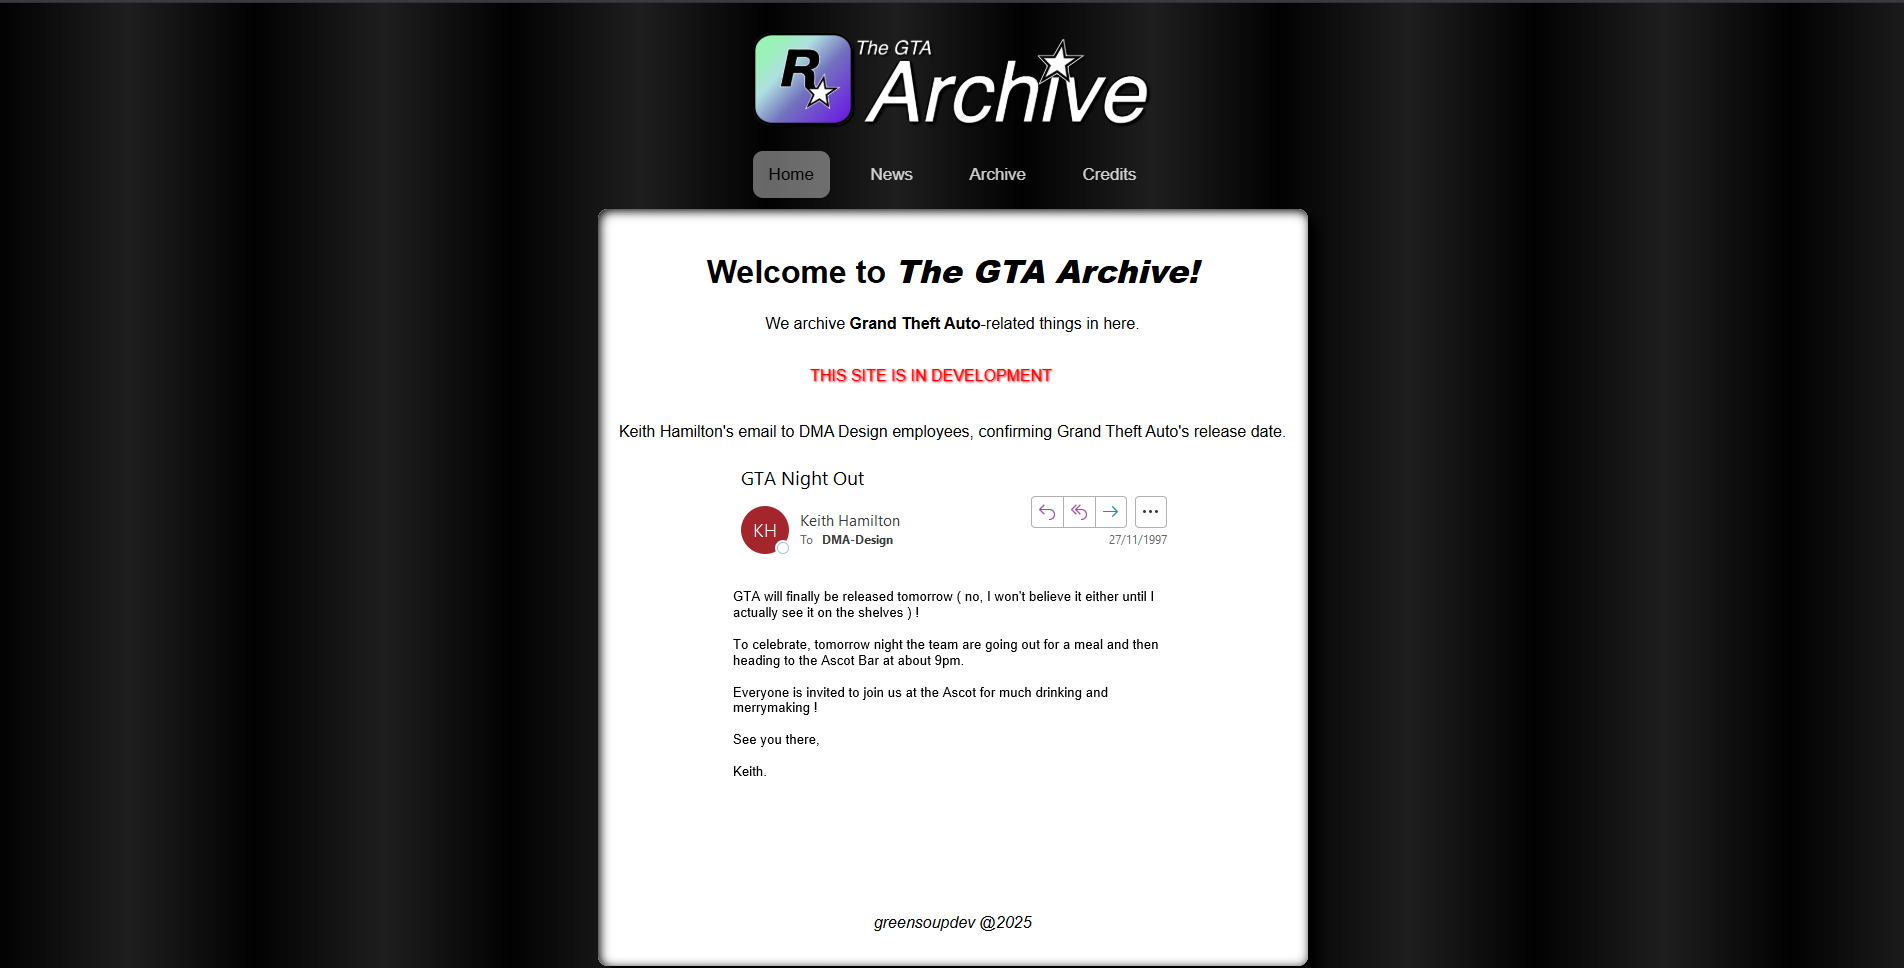 R
The GTA
Archive
Home News Archive Credits
Welcome to The GTA Archive!
We archive Grand Theft Auto-related things in here.
THIS SITE IS IN DEVELOPMENT
Keith Hamilton's email to DMA Design employees, confirming Grand Theft Auto's release date.
GTA Night Out
KH
Keith Hamilton
To DMA-Design
27/11/1997
GTA will finally be released tomorrow ( no, I won't believe it either until I
actually see it on the shelves ) !
To celebrate, tomorrow night the team are going out for a meal and then
heading to the Ascot Bar at about 9pm.
Everyone is invited to join us at the Ascot for much drinking and
merrymaking !
See you there,
Keith.
greensoupdev @2025